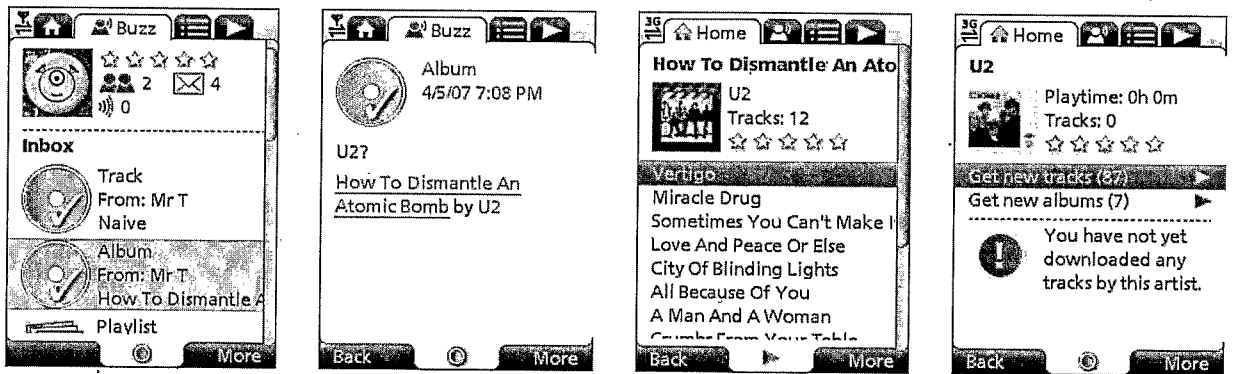 Buzz
2
4
0
Inbox
Track
From: Mr T
Naive
Album
From: Mr T
How To Dismantle A
Playlist
More
Buzz
Album
4/5/07 7:08 PM
U2?
How To Dismantle An
Atomic Bomb by U2
Back
More
3G
Home
How To Dismantle An Ato
U2
Tracks: 12
Vertigo
Miracle Drug
Sometimes You Can't Make I
Love And Peace Or Else
City Of Blinding Lights
All Because Of You
A Man And A Woman
Crumbs From Your Table
Back
More
3G
Home
U2
Playtime: 0h 0m
Tracks: 0
Get new tracks (87)
Get new albums (7)
You have not yet
downloaded any
tracks by this artist.
Back
More